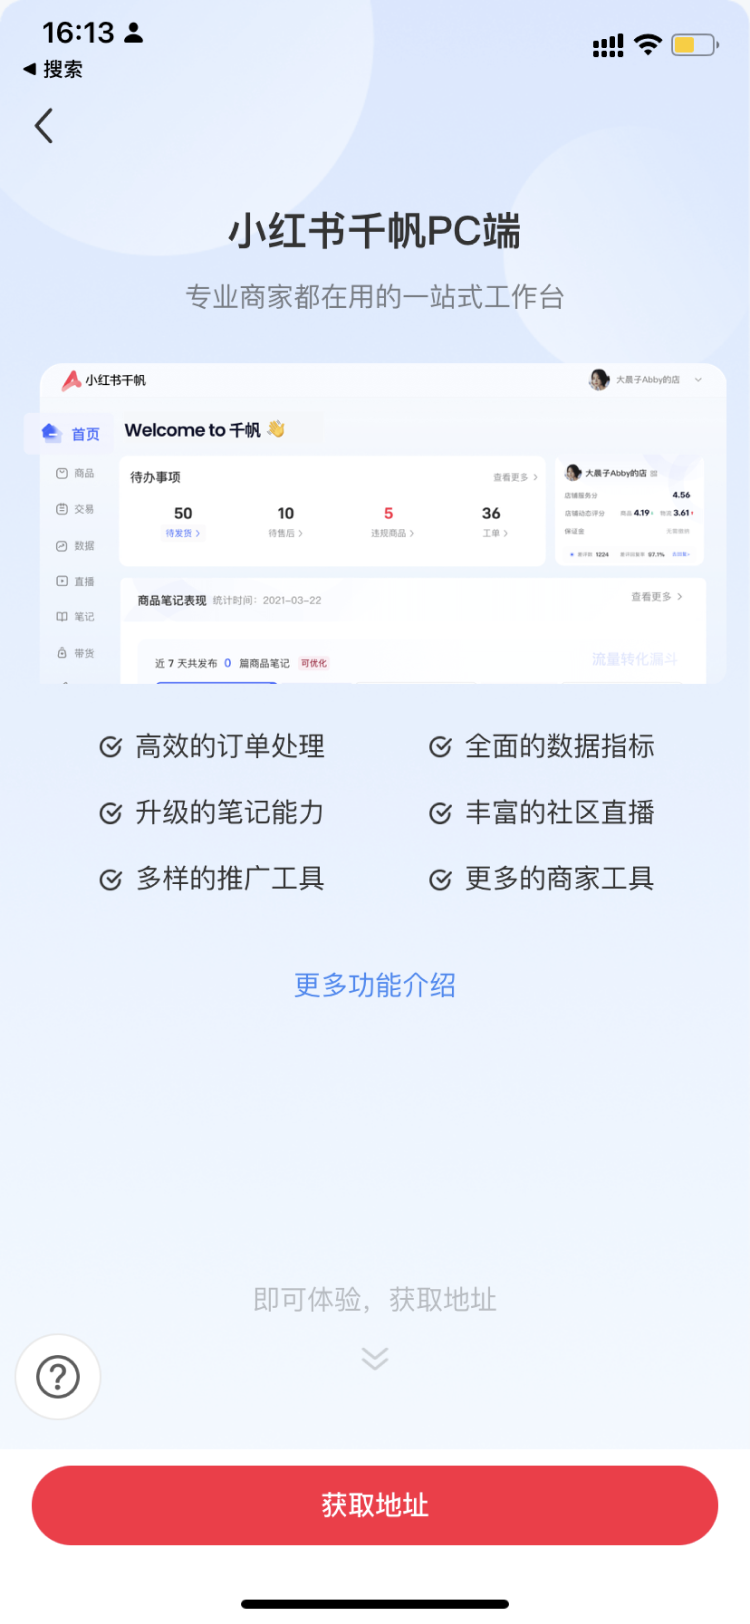 16:13
搜索
小红书千帆PC端
专业商家都在用的一站式工作台
小红书千帆
大晨子Abby的店
首页
Welcome to 千帆 👋
商品
交易
数据
直播
笔记
带货
待办事项
查看更多
50 10 5 36
待发货 待售后 违规商品 工单
大晨子Abby的店
店铺服务分 4.56
店铺动态评分 商品 4.19 物流 3.61
保证金
1224 97.1%
商品笔记表现 统计时间：2021-03-22
查看更多
近 7 天共发布 0 篇商品笔记 可优化
流量转化漏斗
高效的订单处理
全面的数据指标
升级的笔记能力
丰富的社区直播
多样的推广工具
更多的商家工具
更多功能介绍
即可体验，获取地址
获取地址